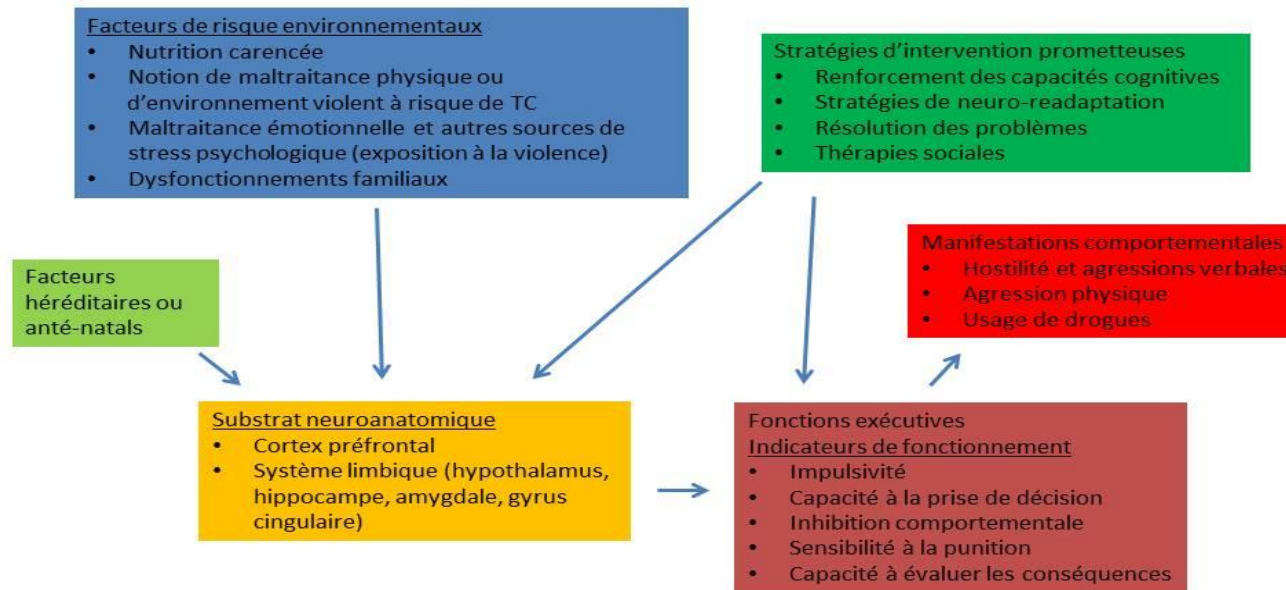 Facteurs de risque environnementaux
• Nutrition carencée
• Notion de maltraitance physique ou
d’environnement violent à risque de TC
• Maltraitance émotionnelle et autres sources de
stress psychologique (exposition à la violence)
• Dysfonctionnements familiaux
Stratégies d’intervention prometteuses
• Renforcement des capacités cognitives
• Stratégies de neuro-readaptation
• Résolution des problèmes
• Thérapies sociales
Manifestations comportementales
• Hostilité et agressions verbales
• Agression physique
• Usage de drogues
Facteurs
héréditaires ou
anté-natals
Substrat neuroanatomique
• Cortex préfrontal
• Système limbique (hypothalamus,
hippocampe, amygdale, gyrus
cingulaire)
Fonctions exécutives
Indicateurs de fonctionnement
• Impulsivité
• Capacité à la prise de décision
• Inhibition comportementale
• Sensibilité à la punition
• Capacité à évaluer les conséquences